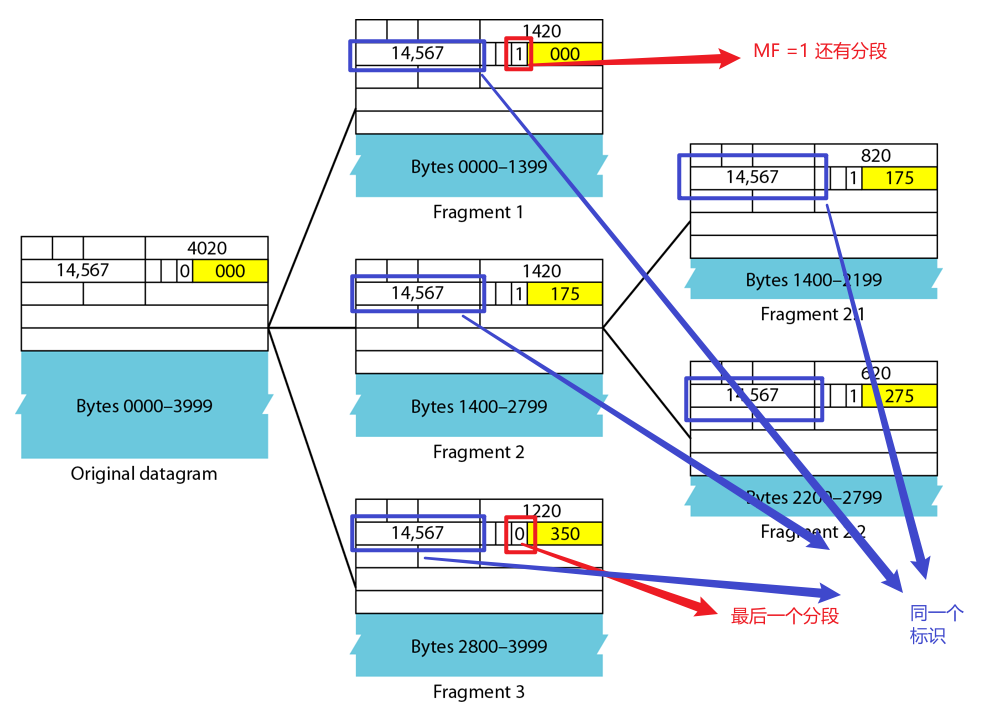 4020
14,567 0 000
Bytes 0000–3999
Original datagram
1420
14,567 1 000
Bytes 0000–1399
Fragment 1
1420
14,567 1 175
Bytes 1400–2799
Fragment 2
1220
14,567 0 350
Bytes 2800–3999
Fragment 3
MF =1 还有分段
820
14,567 1 175
Bytes 1400–2199
Fragment 2.1
620
14,567 1 275
Bytes 2200–2799
Fragment 2.2
最后一个分段
同一个
标识